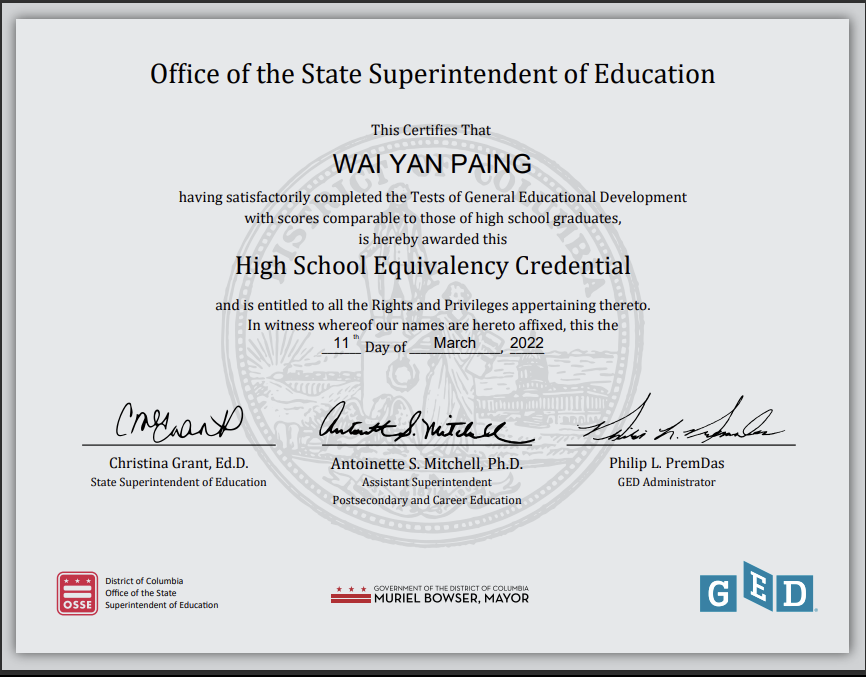 Office of the State Superintendent of Education
This Certifies That
WAI YAN PAING
having satisfactorily completed the Tests of General Educational Development
with scores comparable to those of high school graduates,
is hereby awarded this
High School Equivalency Credential
and is entitled to all the Rights and Privileges appertaining thereto.
In witness whereof our names are hereto affixed, this the
11 th Day of March, 2022
Antoinette S. Mitchell
Christina Grant, Ed.D.
State Superintendent of Education
Antoinette S. Mitchell, Ph.D.
Assistant Superintendent
Postsecondary and Career Education
Philip L. PremDas
GED Administrator
DISTRICT OF COLUMBIA
OSSE
District of Columbia
Office of the State
Superintendent of Education
GOVERNMENT OF THE DISTRICT OF COLUMBIA
MURIEL BOWSER, MAYOR
GED